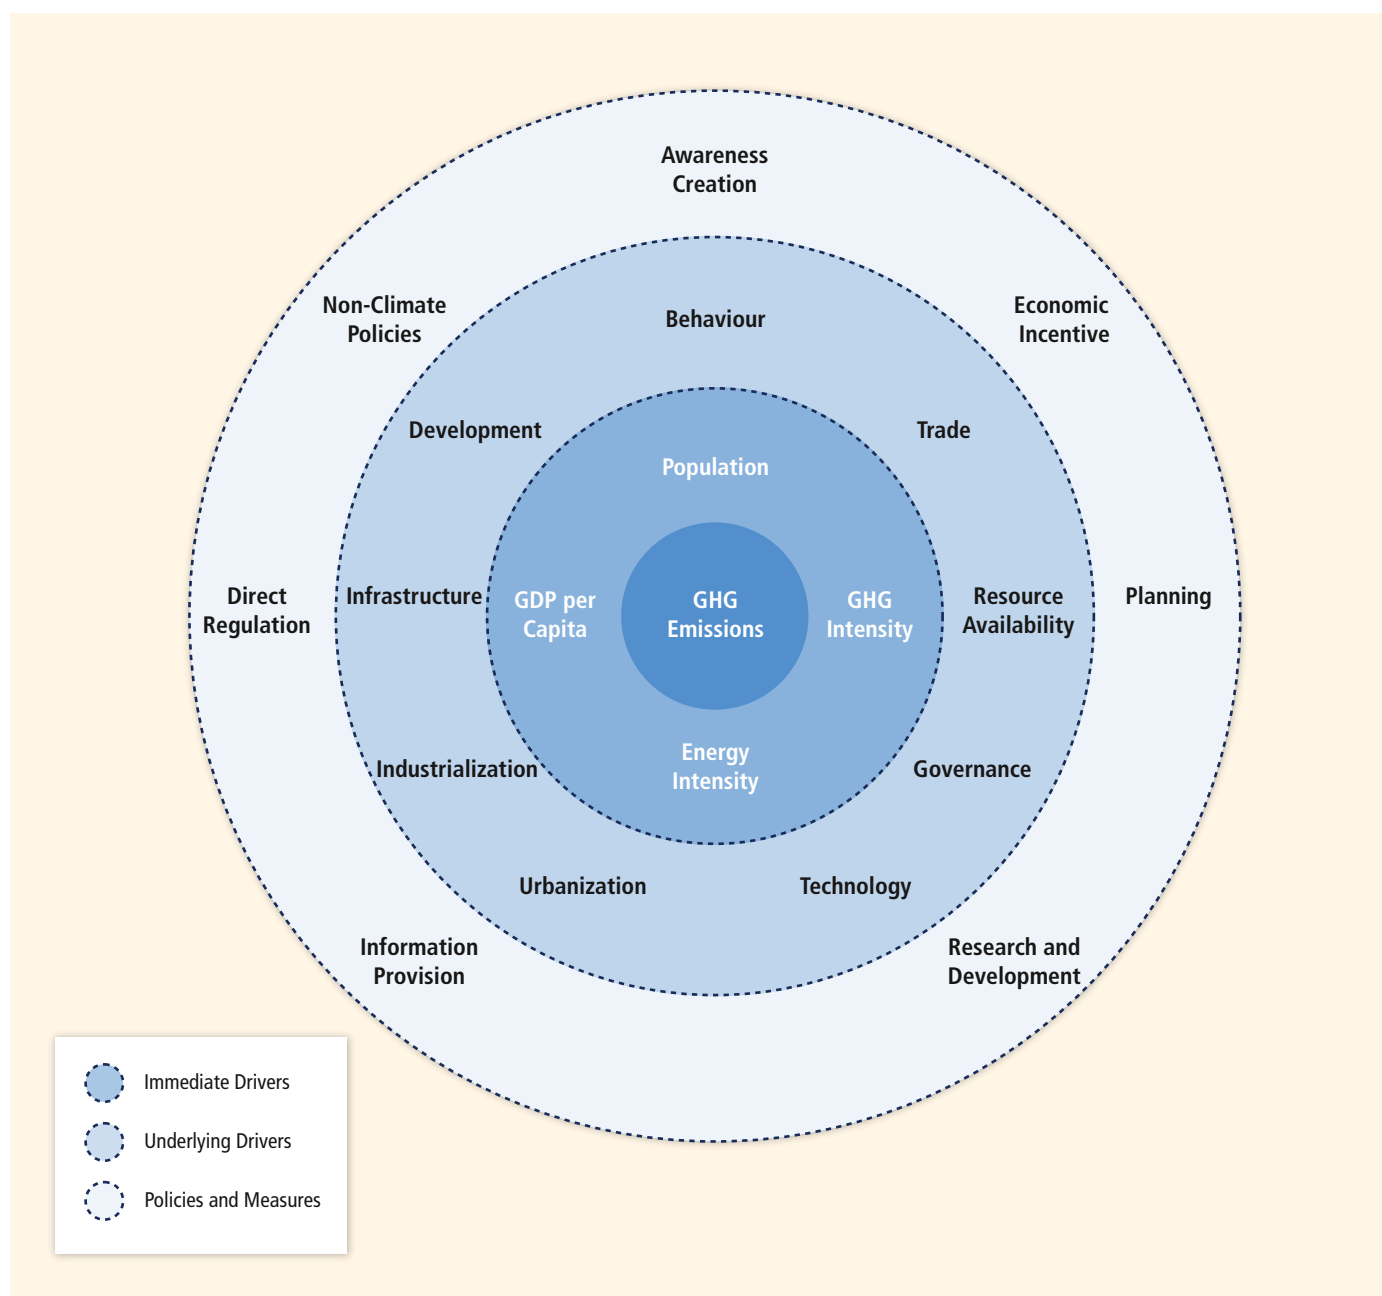 Awareness
Creation
Non-Climate
Policies
Economic
Incentive
Behaviour
Development
Trade
Population
Direct
Regulation
Infrastructure
GDP per
Capita
GHG
Emissions
GHG
Intensity
Resource
Availability
Planning
Energy
Intensity
Industrialization
Governance
Urbanization
Technology
Information
Provision
Research and
Development
Immediate Drivers
Underlying Drivers
Policies and Measures